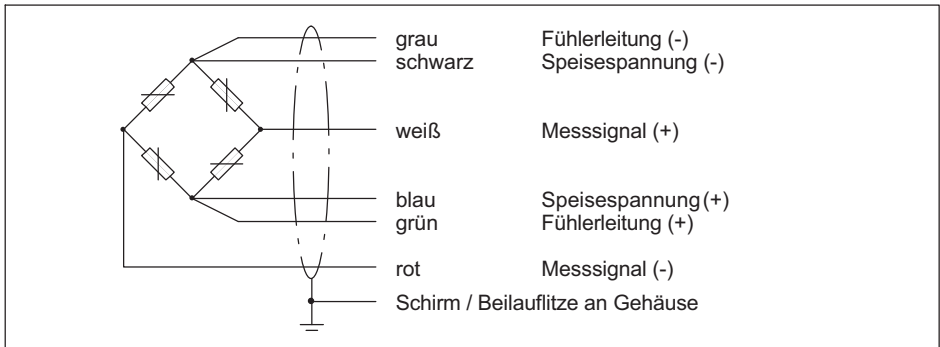 grau Fühlerleitung (-)
schwarz Speisespannung (-)
weiß Messsignal (+)
blau Speisespannung (+)
grün Fühlerleitung (+)
rot Messsignal (-)
Schirm / Beilauflitze an Gehäuse